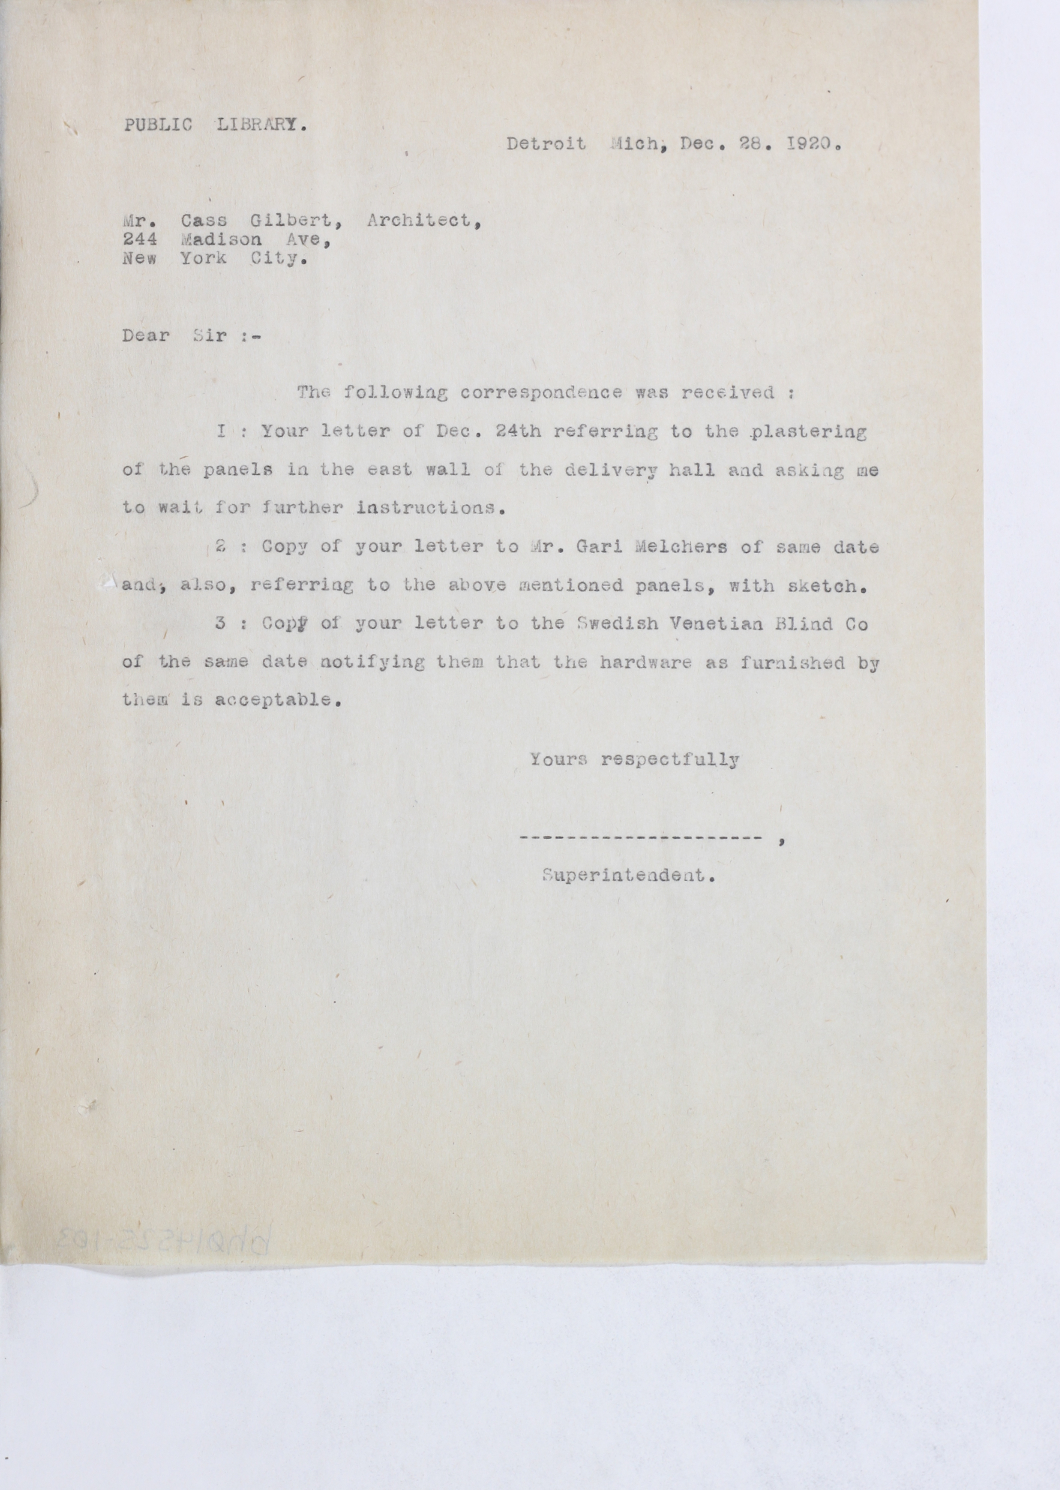 PUBLIC LIBRARY.
Detroit Mich, Dec. 28. I920.
Mr. Cass Gilbert, Architect,
244 Madison Ave,
New York City.
Dear Sir :-
The following correspondence was received :
I : Your letter of Dec. 24th referring to the plastering
of the panels in the east wall of the delivery hall and asking me
to wait for further instructions.
2 : Copy of your letter to Mr. Gari Melchers of same date
and, also, referring to the above mentioned panels, with sketch.
3 : Copy of your letter to the Swedish Venetian Blind Co
of the same date notifying them that the hardware as furnished by
them is acceptable.
Yours respectfully
--------------------- ,
Superintendent.